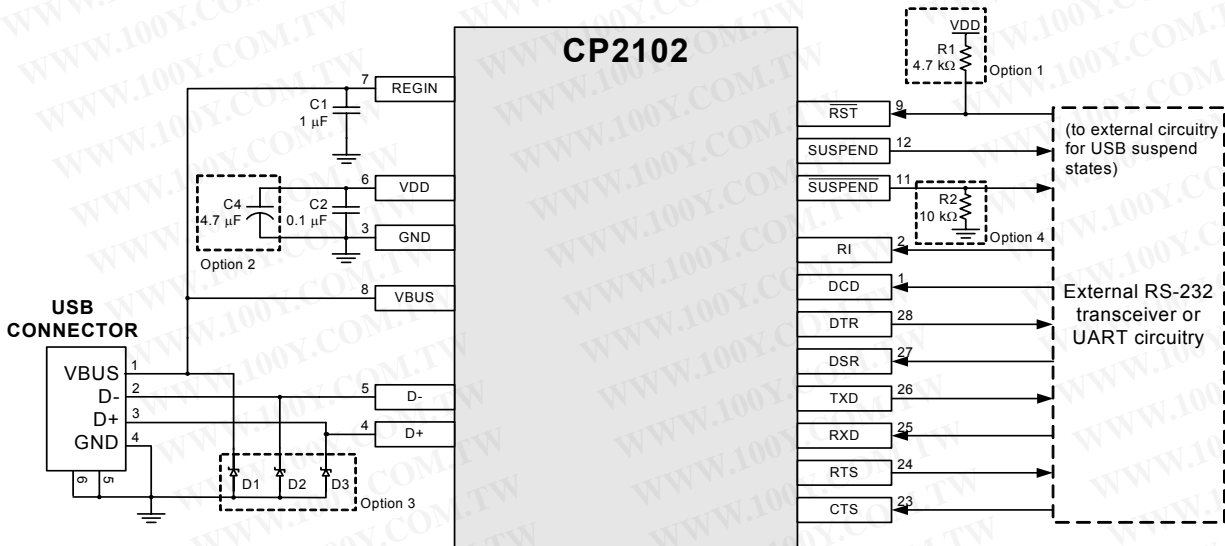 WWW.100Y.COM.TW
CP2102
VDD
R1
4.7 kΩ
Option 1
7
REGIN
C1
1 μF
6
VDD
C4
4.7 μF
C2
0.1 μF
3
GND
Option 2
8
VBUS
USB
CONNECTOR
VBUS
1
D-
2
D+
3
GND
4
6
5
5
D-
4
D+
D1
D2
D3
Option 3
RST
9
SUSPEND
12
SUSPEND
11
R2
10 kΩ
Option 4
RI
2
DCD
1
DTR
28
DSR
27
TXD
26
RXD
25
RTS
24
CTS
23
(to external circuitry
for USB suspend
states)
External RS-232
transceiver or
UART circuitry